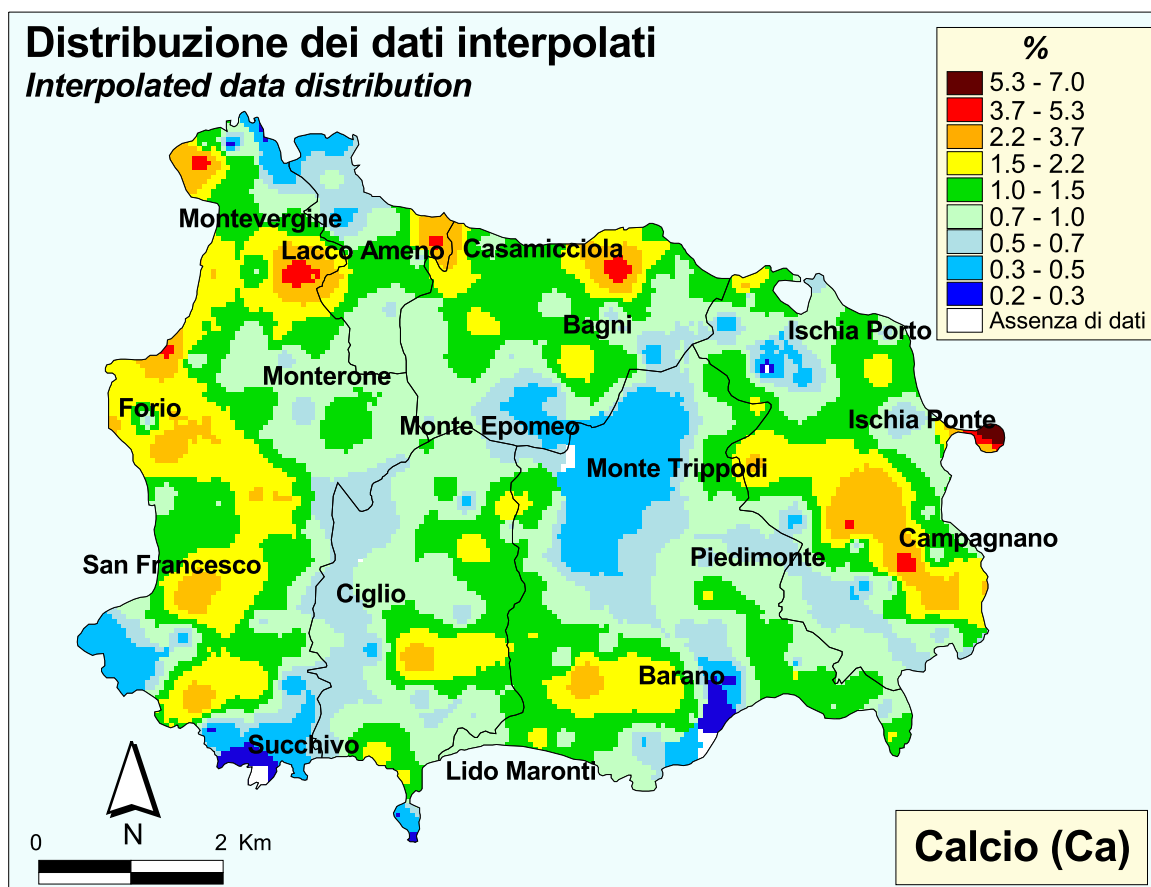 Distribuzione dei dati interpolati
Interpolated data distribution
%
5.3 - 7.0
3.7 - 5.3
2.2 - 3.7
1.5 - 2.2
1.0 - 1.5
0.7 - 1.0
0.5 - 0.7
0.3 - 0.5
0.2 - 0.3
Assenza di dati
Montevergine
Lacco Ameno
Casamicciola
Bagni
Ischia Porto
Monterone
Forio
Monte Epomeo
Ischia Ponte
Monte Trippodi
Campagnano
San Francesco
Piedimonte
Ciglio
Barano
Succhivo
Lido Maronti
N
0 2 Km
Calcio (Ca)